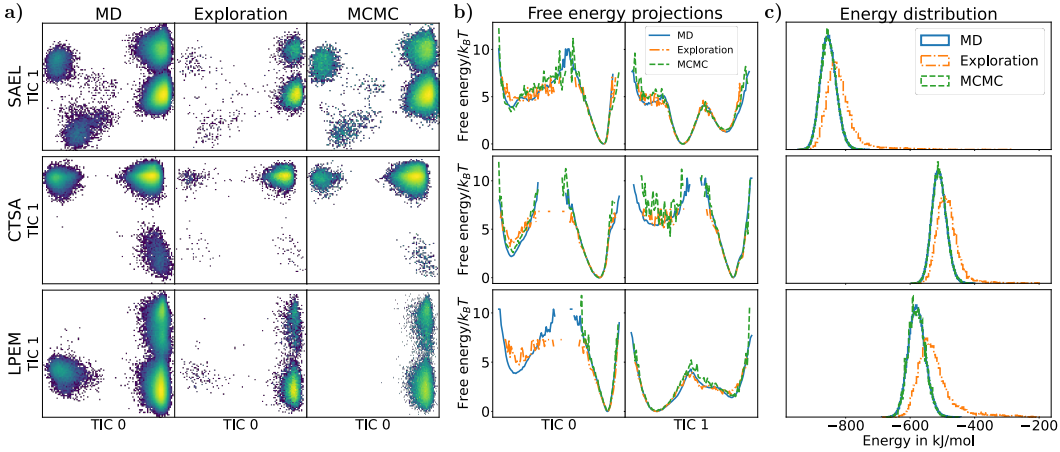 a)
MD
Exploration
MCMC
SAEL
TIC 1
CTSA
TIC 1
LPEM
TIC 1
TIC 0
TIC 0
TIC 0
b)
Free energy projections
MD
Exploration
MCMC
Free energy/k_BT
10
5
0
Free energy/k_BT
10
5
0
Free energy/k_BT
10
5
0
TIC 0
TIC 1
c)
Energy distribution
MD
Exploration
MCMC
−800
−600
−400
−200
Energy in kJ/mol